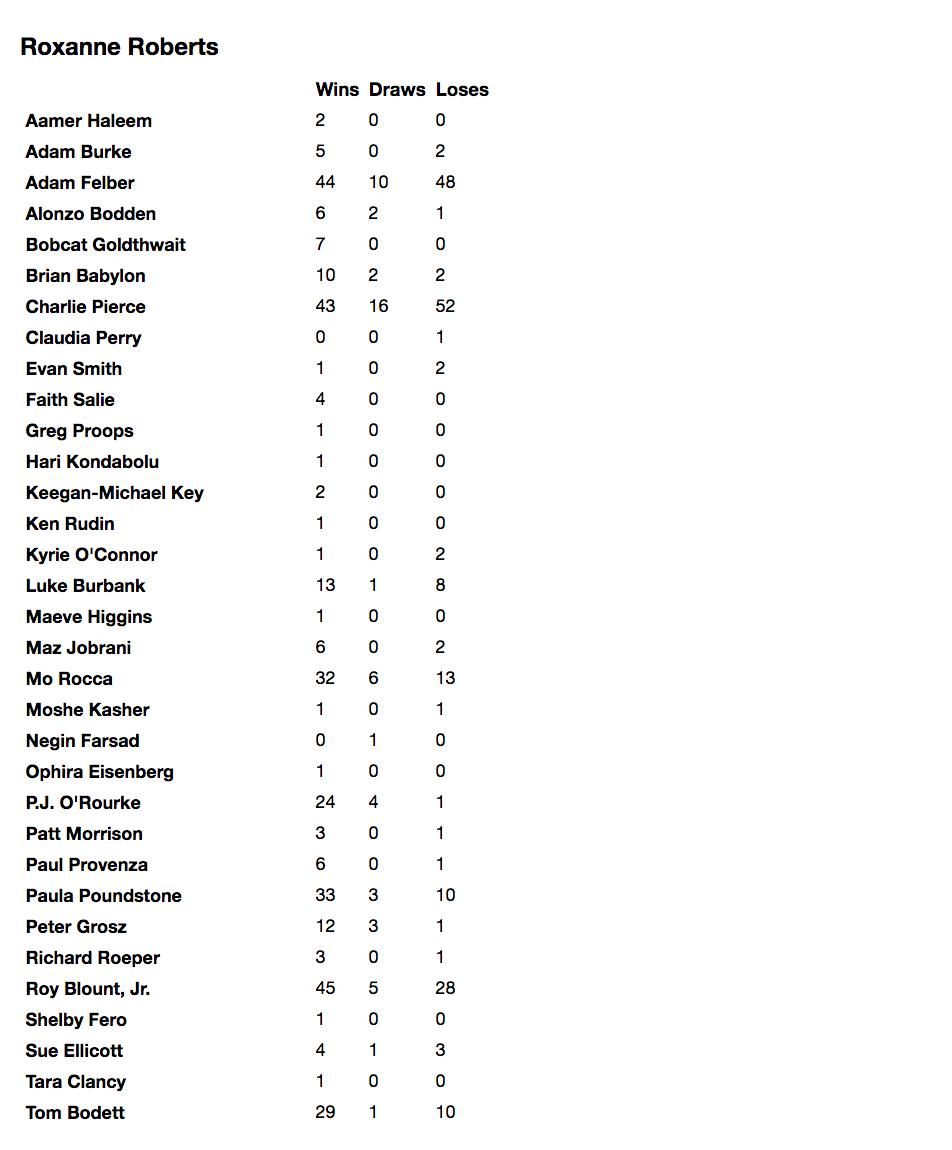 Roxanne Roberts
Wins Draws Loses
Aamer Haleem 2 0 0
Adam Burke 5 0 2
Adam Felber 44 10 48
Alonzo Bodden 6 2 1
Bobcat Goldthwait 7 0 0
Brian Babylon 10 2 2
Charlie Pierce 43 16 52
Claudia Perry 0 0 1
Evan Smith 1 0 2
Faith Salie 4 0 0
Greg Proops 1 0 0
Hari Kondabolu 1 0 0
Keegan-Michael Key 2 0 0
Ken Rudin 1 0 0
Kyrie O'Connor 1 0 2
Luke Burbank 13 1 8
Maeve Higgins 1 0 0
Maz Jobrani 6 0 2
Mo Rocca 32 6 13
Moshe Kasher 1 0 1
Negin Farsad 0 1 0
Ophira Eisenberg 1 0 0
P.J. O'Rourke 24 4 1
Patt Morrison 3 0 1
Paul Provenza 6 0 1
Paula Poundstone 33 3 10
Peter Grosz 12 3 1
Richard Roeper 3 0 1
Roy Blount, Jr. 45 5 28
Shelby Fero 1 0 0
Sue Ellicott 4 1 3
Tara Clancy 1 0 0
Tom Bodett 29 1 10